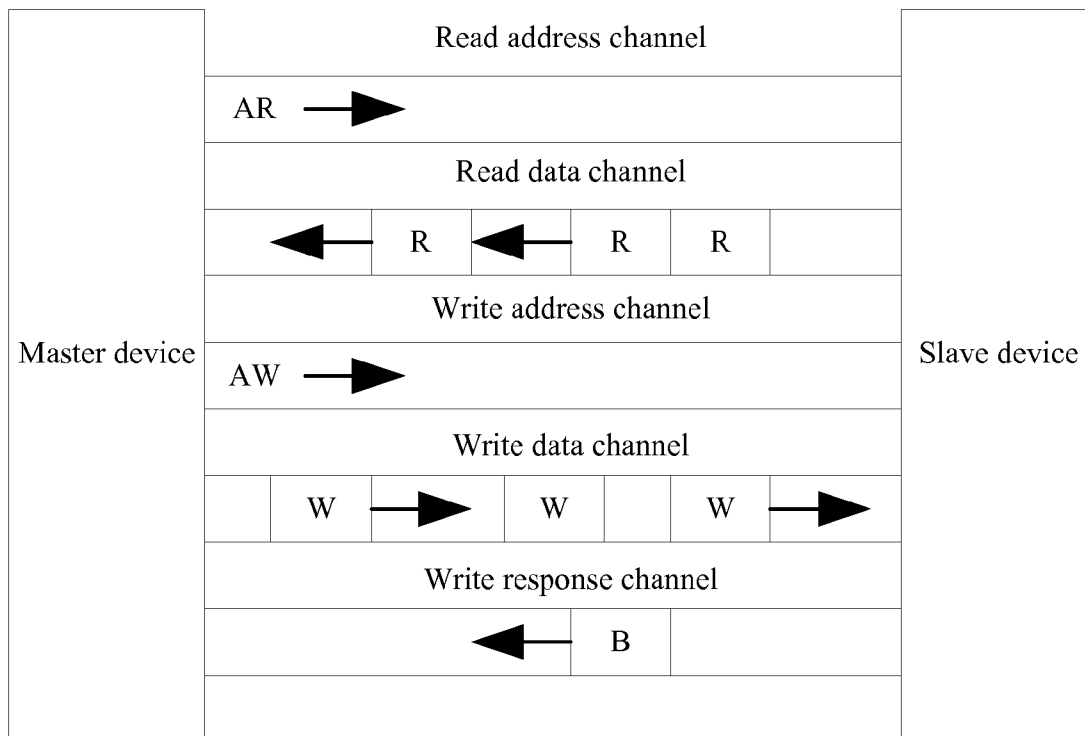 Read address channel
AR
Read data channel
R R R
Write address channel
Master device
Slave device
AW
Write data channel
W W W
Write response channel
B